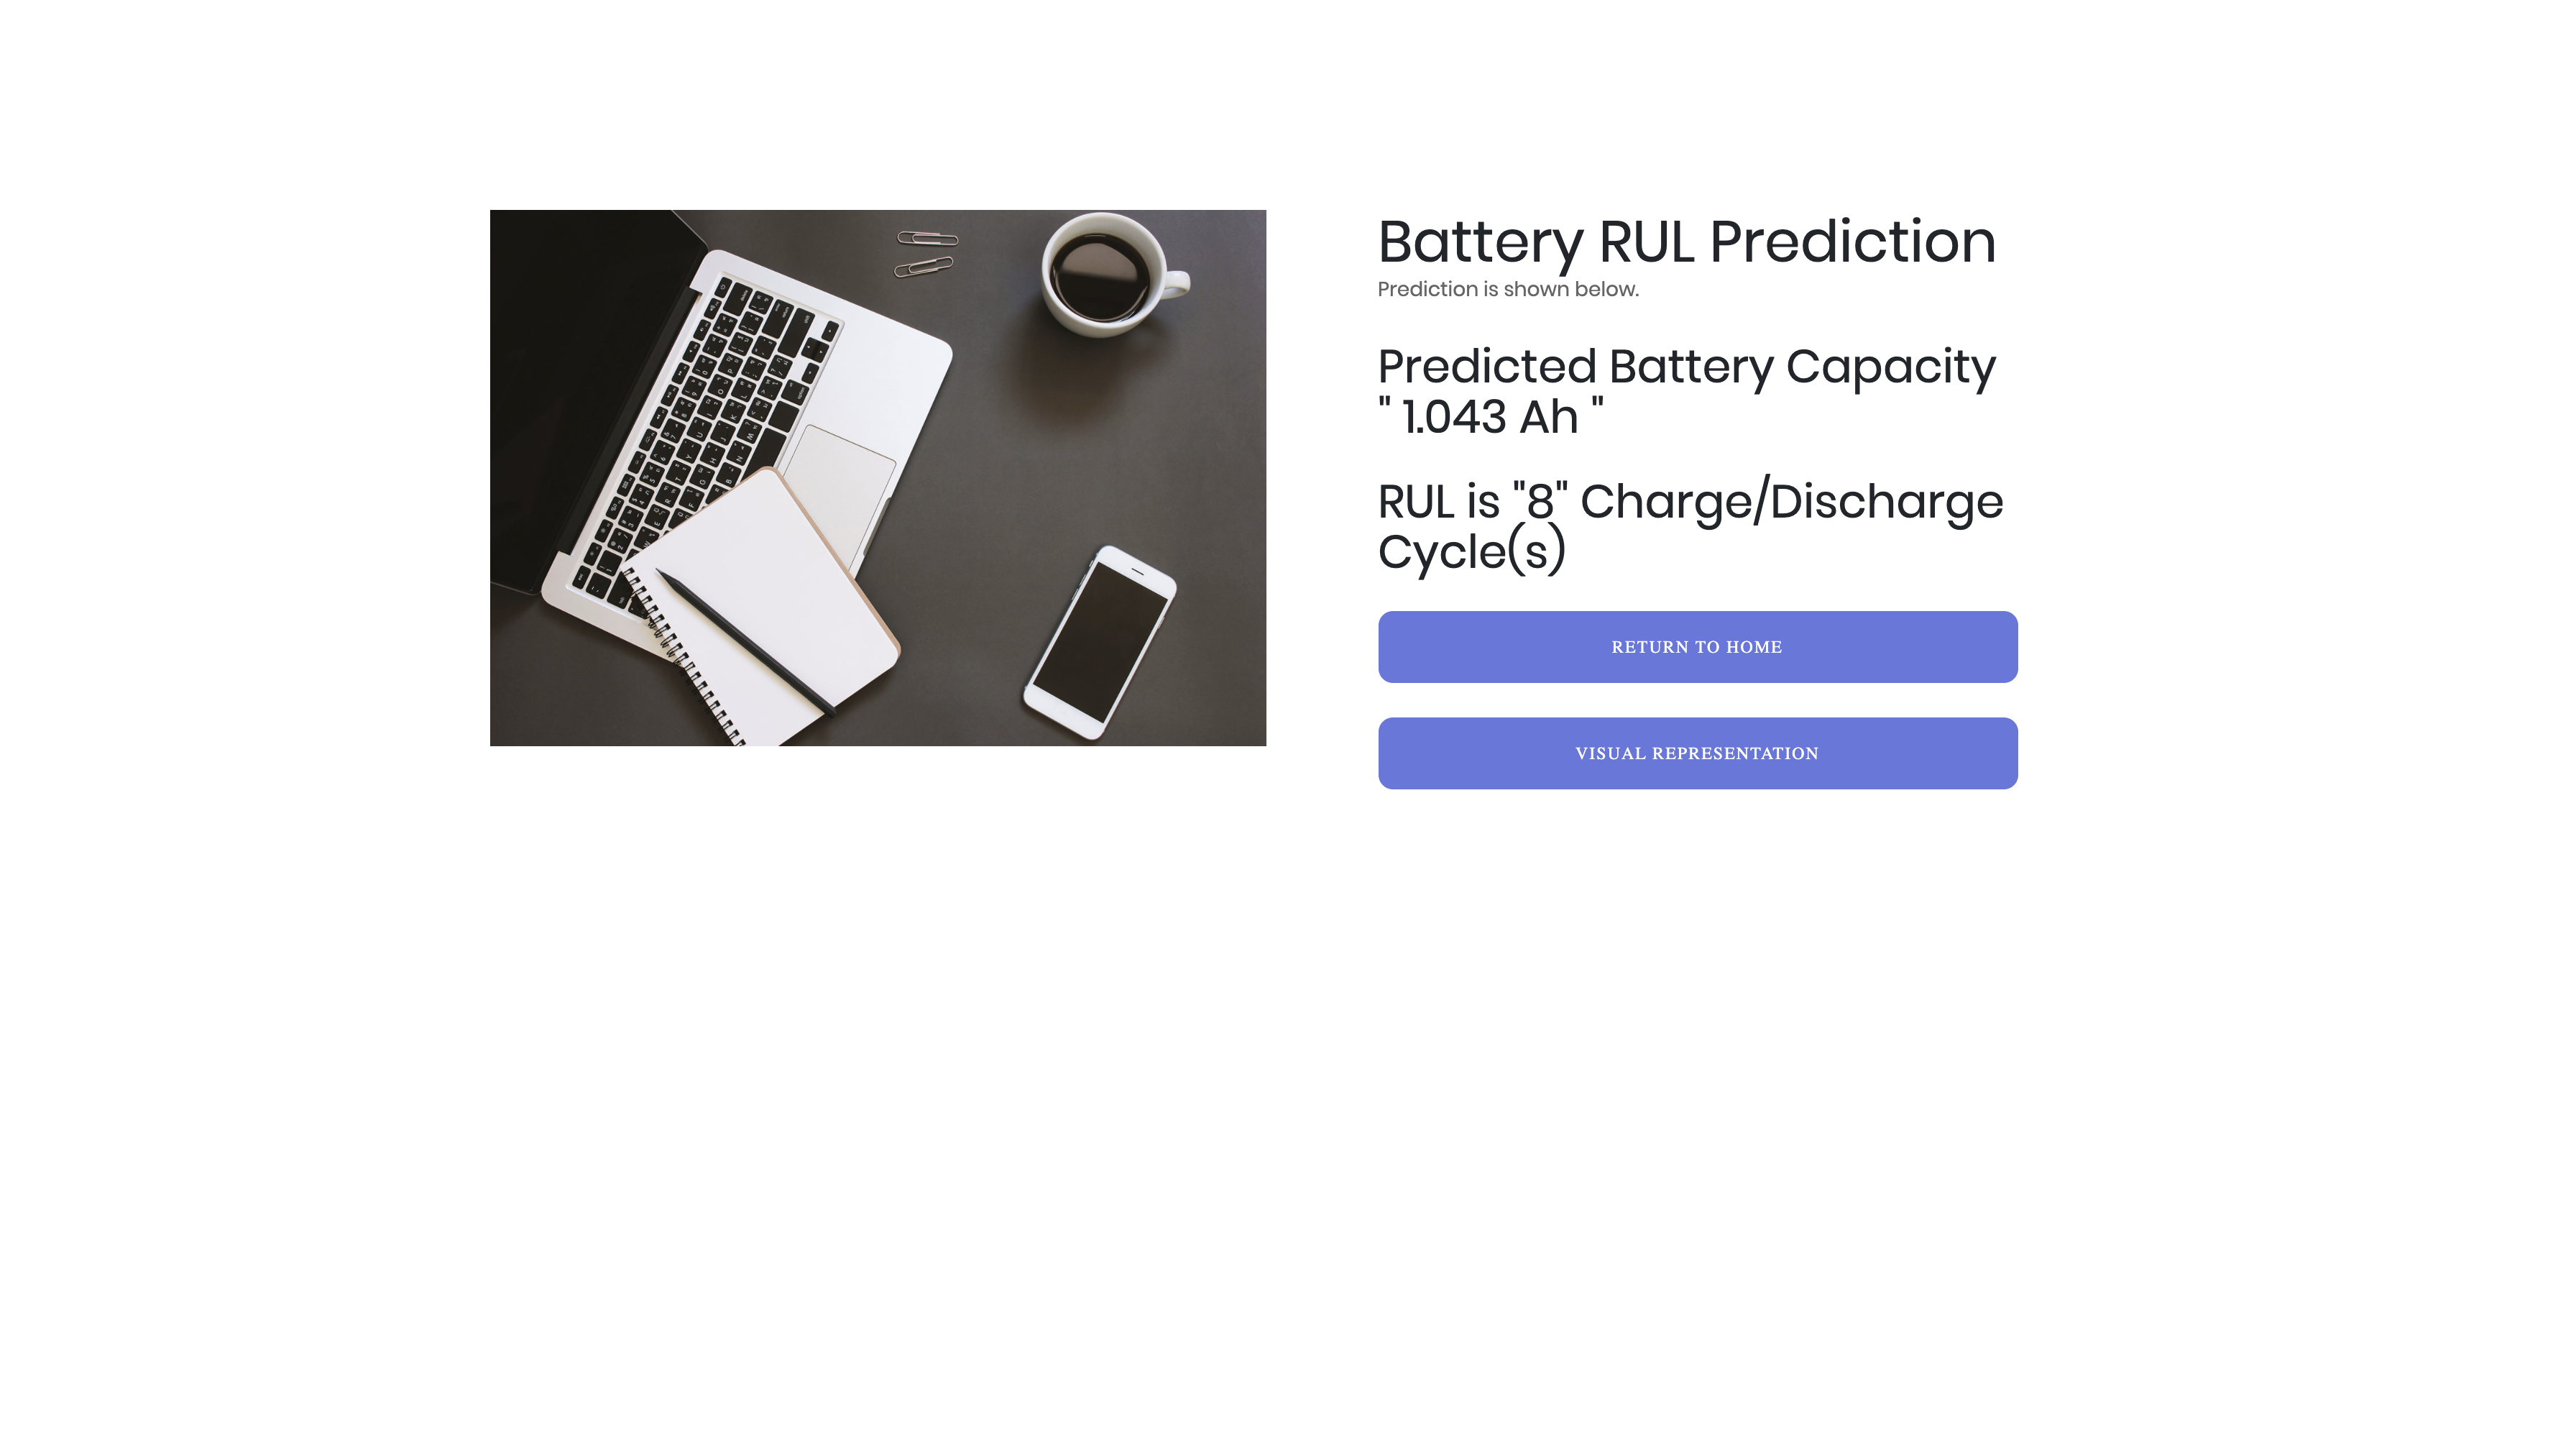 Battery RUL Prediction
Prediction is shown below.
Predicted Battery Capacity
" 1.043 Ah "
RUL is "8" Charge/Discharge
Cycle(s)
RETURN TO HOME
VISUAL REPRESENTATION